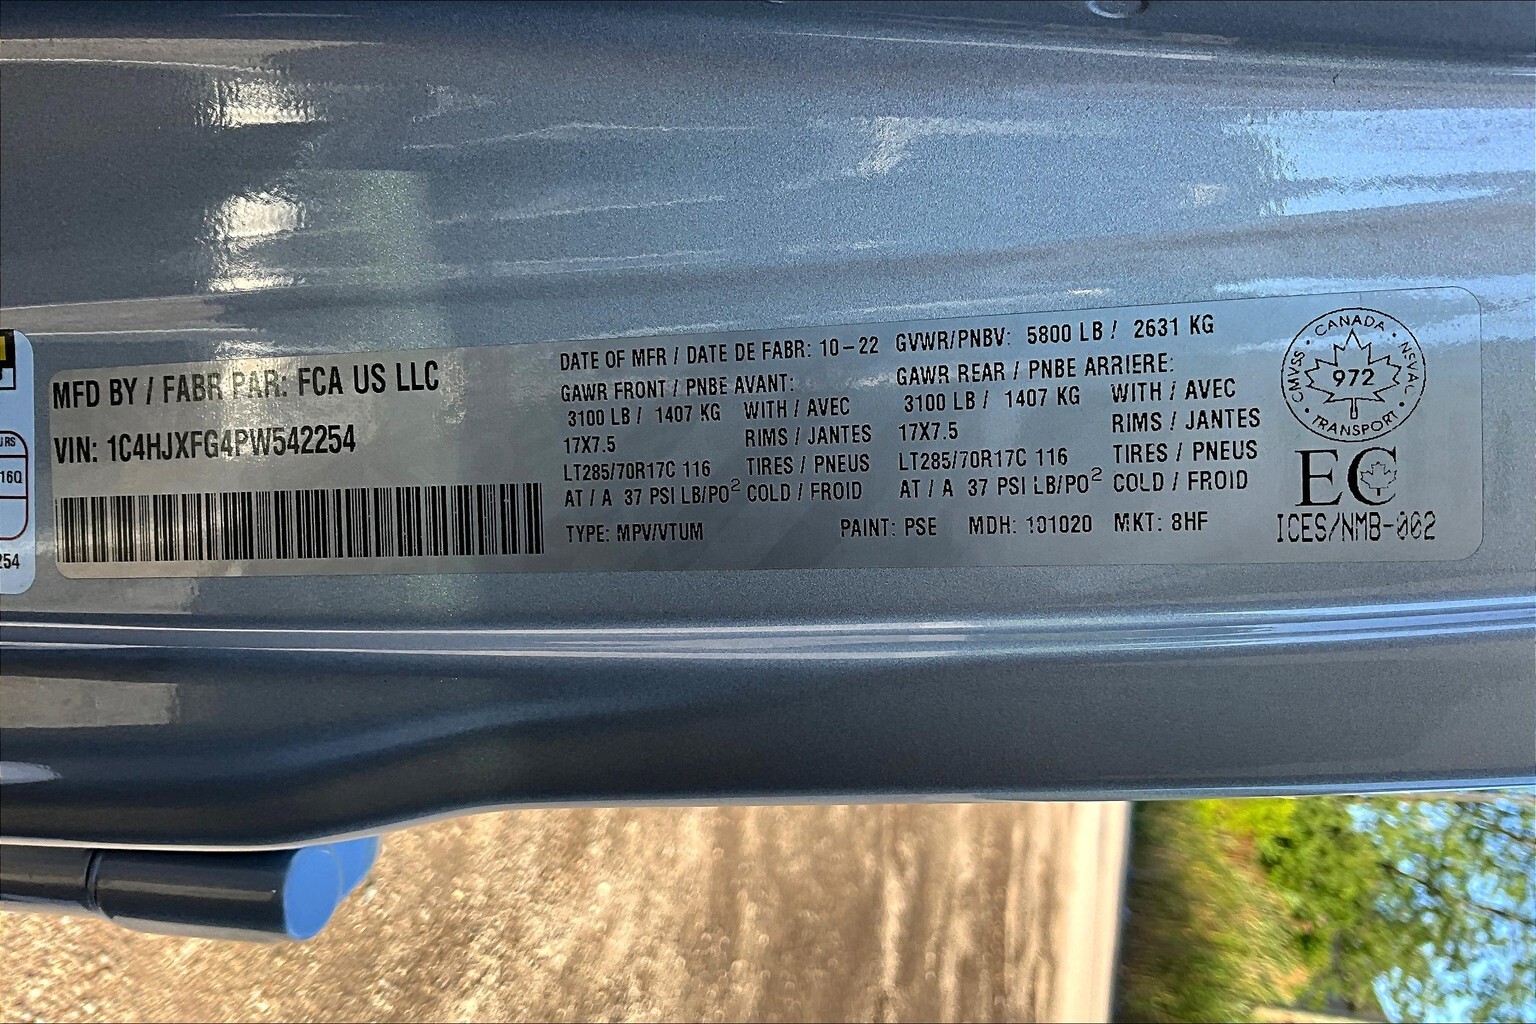 URS
16Q
254
MFD BY / FABR PAR: FCA US LLC
VIN: 1C4HJXFG4PW542254
DATE OF MFR / DATE DE FABR: 10-22 GVWR/PNBV: 5800 LB / 2631 KG
GAWR FRONT / PNBE AVANT:
3100 LB / 1407 KG WITH / AVEC
17X7.5 RIMS / JANTES
LT285/70R17C 116 TIRES / PNEUS
AT / A 37 PSI LB/PO2 COLD / FROID
GAWR REAR / PNBE ARRIERE:
3100 LB / 1407 KG WITH / AVEC
17X7.5 RIMS / JANTES
LT285/70R17C 116 TIRES / PNEUS
AT / A 37 PSI LB/PO2 COLD / FROID
TYPE: MPV/VTUM PAINT: PSE MDH: 101020 MKT: 8HF
CANADA
CMVSS · NSVAC
972
TRANSPORT
EC
ICES/NMB-002